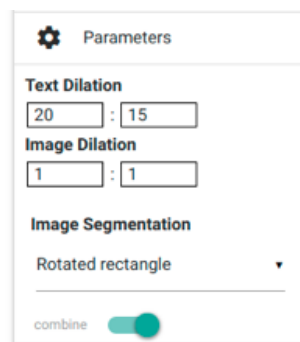 Parameters
Text Dilation
20 : 15
Image Dilation
1 : 1
Image Segmentation
Rotated rectangle
combine